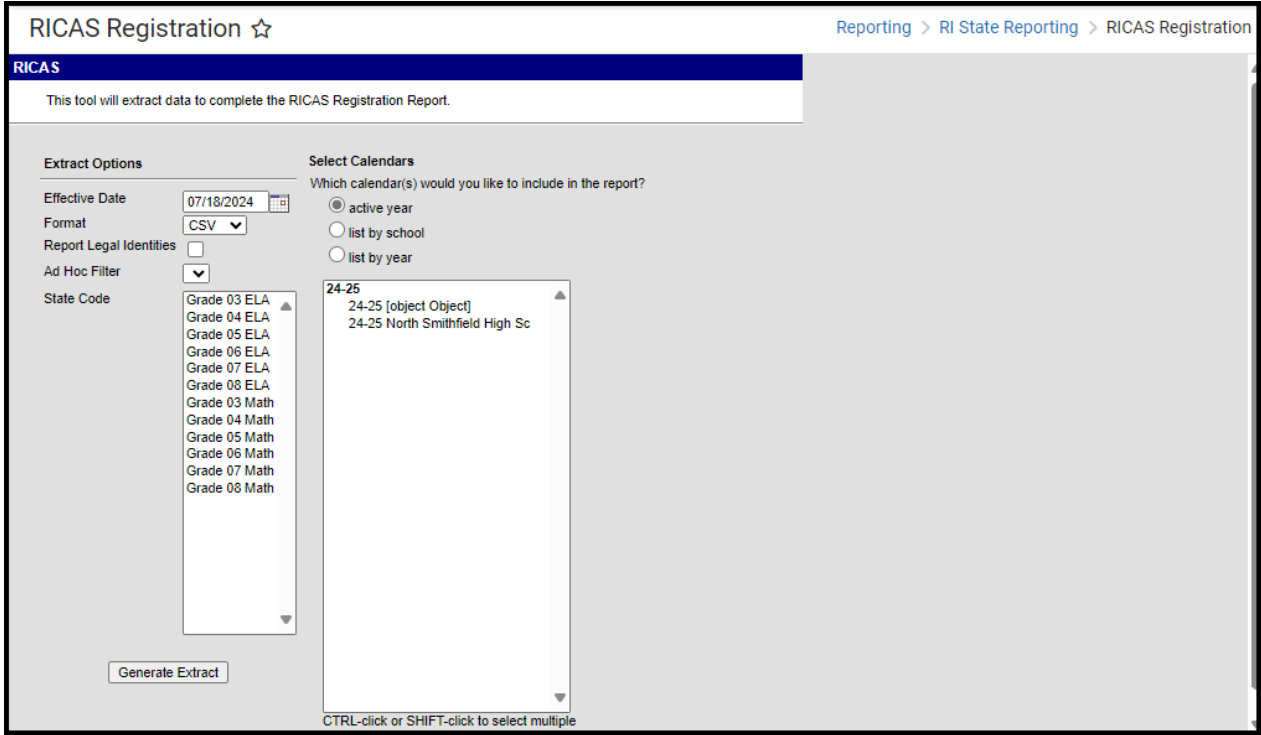 RICAS Registration
Reporting > RI State Reporting > RICAS Registration
RICAS
This tool will extract data to complete the RICAS Registration Report.
Extract Options
Effective Date 07/18/2024
Format CSV
Report Legal Identities
Ad Hoc Filter
State Code
Grade 03 ELA
Grade 04 ELA
Grade 05 ELA
Grade 06 ELA
Grade 07 ELA
Grade 08 ELA
Grade 03 Math
Grade 04 Math
Grade 05 Math
Grade 06 Math
Grade 07 Math
Grade 08 Math
Generate Extract
Select Calendars
Which calendar(s) would you like to include in the report?
active year
list by school
list by year
24-25
24-25 [object Object]
24-25 North Smithfield High Sc
CTRL-click or SHIFT-click to select multiple